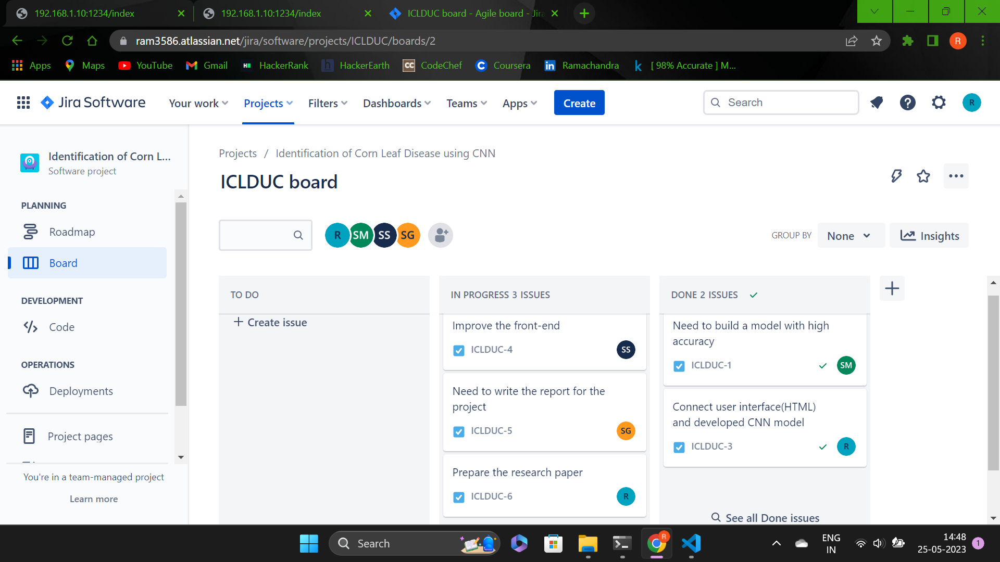 192.168.1.10:1234/index
192.168.1.10:1234/index
ICLDUC board - Agile board - Jira
ram3586.atlassian.net/jira/software/projects/ICLDUC/boards/2
R
Apps
Maps
YouTube
Gmail
HackerRank
HackerEarth
CodeChef
Coursera
Ramachandra
[ 98% Accurate ] M...
Jira Software
Your work
Projects
Filters
Dashboards
Teams
Apps
Create
Search
R
Identification of Corn L...
Software project
PLANNING
Roadmap
Board
DEVELOPMENT
Code
OPERATIONS
Deployments
Project pages
You're in a team-managed project
Learn more
Projects / Identification of Corn Leaf Disease using CNN
ICLDUC board
R SM SS SG
GROUP BY None
Insights
TO DO
+ Create issue
IN PROGRESS 3 ISSUES
Improve the front-end
ICLDUC-4 SS
Need to write the report for the
project
ICLDUC-5 SG
Prepare the research paper
ICLDUC-6 R
DONE 2 ISSUES
Need to build a model with high
accuracy
ICLDUC-1 SM
Connect user interface(HTML)
and developed CNN model
ICLDUC-3 R
See all Done issues
Search
R
ENG
IN
14:48
25-05-2023
1